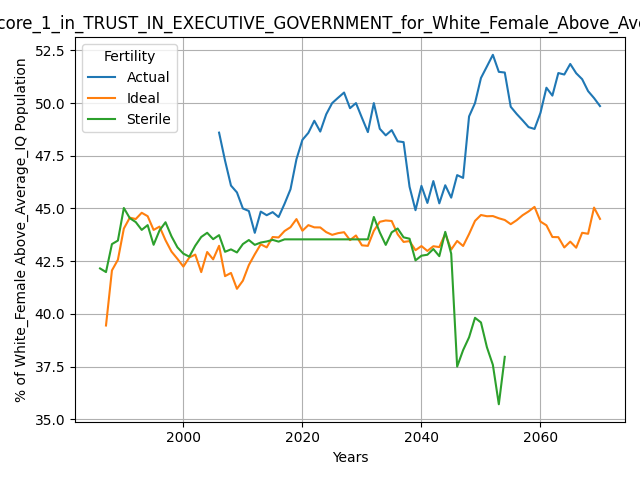 core_1_in_TRUST_IN_EXECUTIVE_GOVERNMENT_for_White_Female_Above_Ave
% of White_Female Above_Average_IQ Population
52.5
50.0
47.5
45.0
42.5
40.0
37.5
35.0
Fertility
Actual
Ideal
Sterile
2000
2020
2040
2060
Years